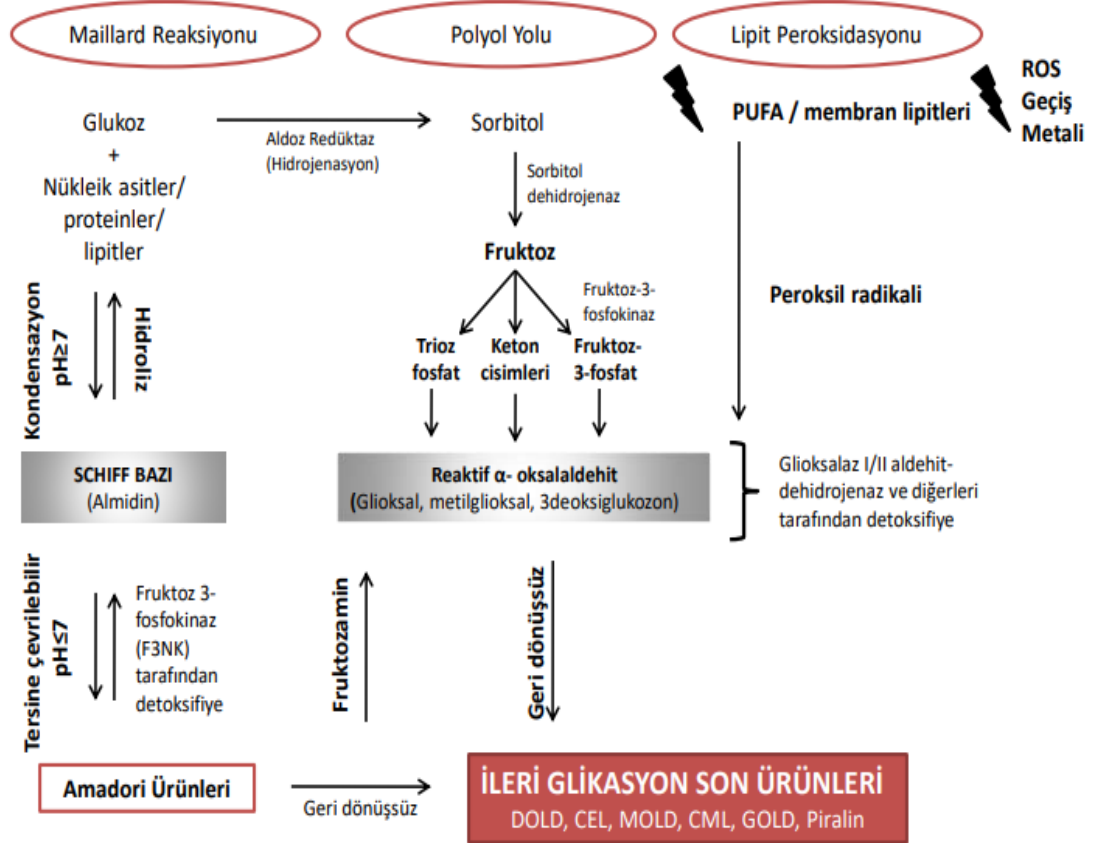 Maillard Reaksiyonu
Polyol Yolu
Lipit Peroksidasyonu
Glukoz
+
Nükleik asitler/
proteinler/
lipitler
Aldoz Redüktaz
(Hidrojenasyon)
Sorbitol
Sorbitol
dehidrojenaz
Fruktoz
Fruktoz-3-
fosfokinaz
Trioz
fosfat
Keton
cisimleri
Fruktoz-
3-fosfat
PUFA / membran lipitleri
ROS
Geçiş
Metali
Peroksil radikali
Kondensazyon
pH≥7
Hidroliz
SCHIFF BAZI
(Almidin)
Reaktif α- oksalaldehit
(Glioksal, metilglioksal, 3deoksiglukozon)
Glioksalaz I/II aldehit-
dehidrojenaz ve diğerleri
tarafından detoksifiye
Tersine çevrilebilir
pH≤7
Fruktoz 3-
fosfokinaz
(F3NK)
tarafından
detoksifiye
Fruktozamin
Geri dönüşsüz
Amadori Ürünleri
Geri dönüşsüz
İLERİ GLİKASYON SON ÜRÜNLERİ
DOLD, CEL, MOLD, CML, GOLD, Piralin